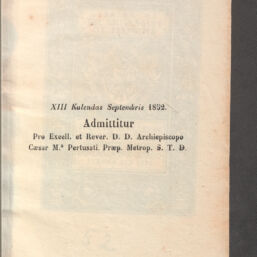 XIII Kalendas Septembris 1892.
Admittitur
Pro Excell. et Rever. D. D. Archiepiscopo
Cæsar M.ª Pertusati. Præp. Metrop. S. T. D.